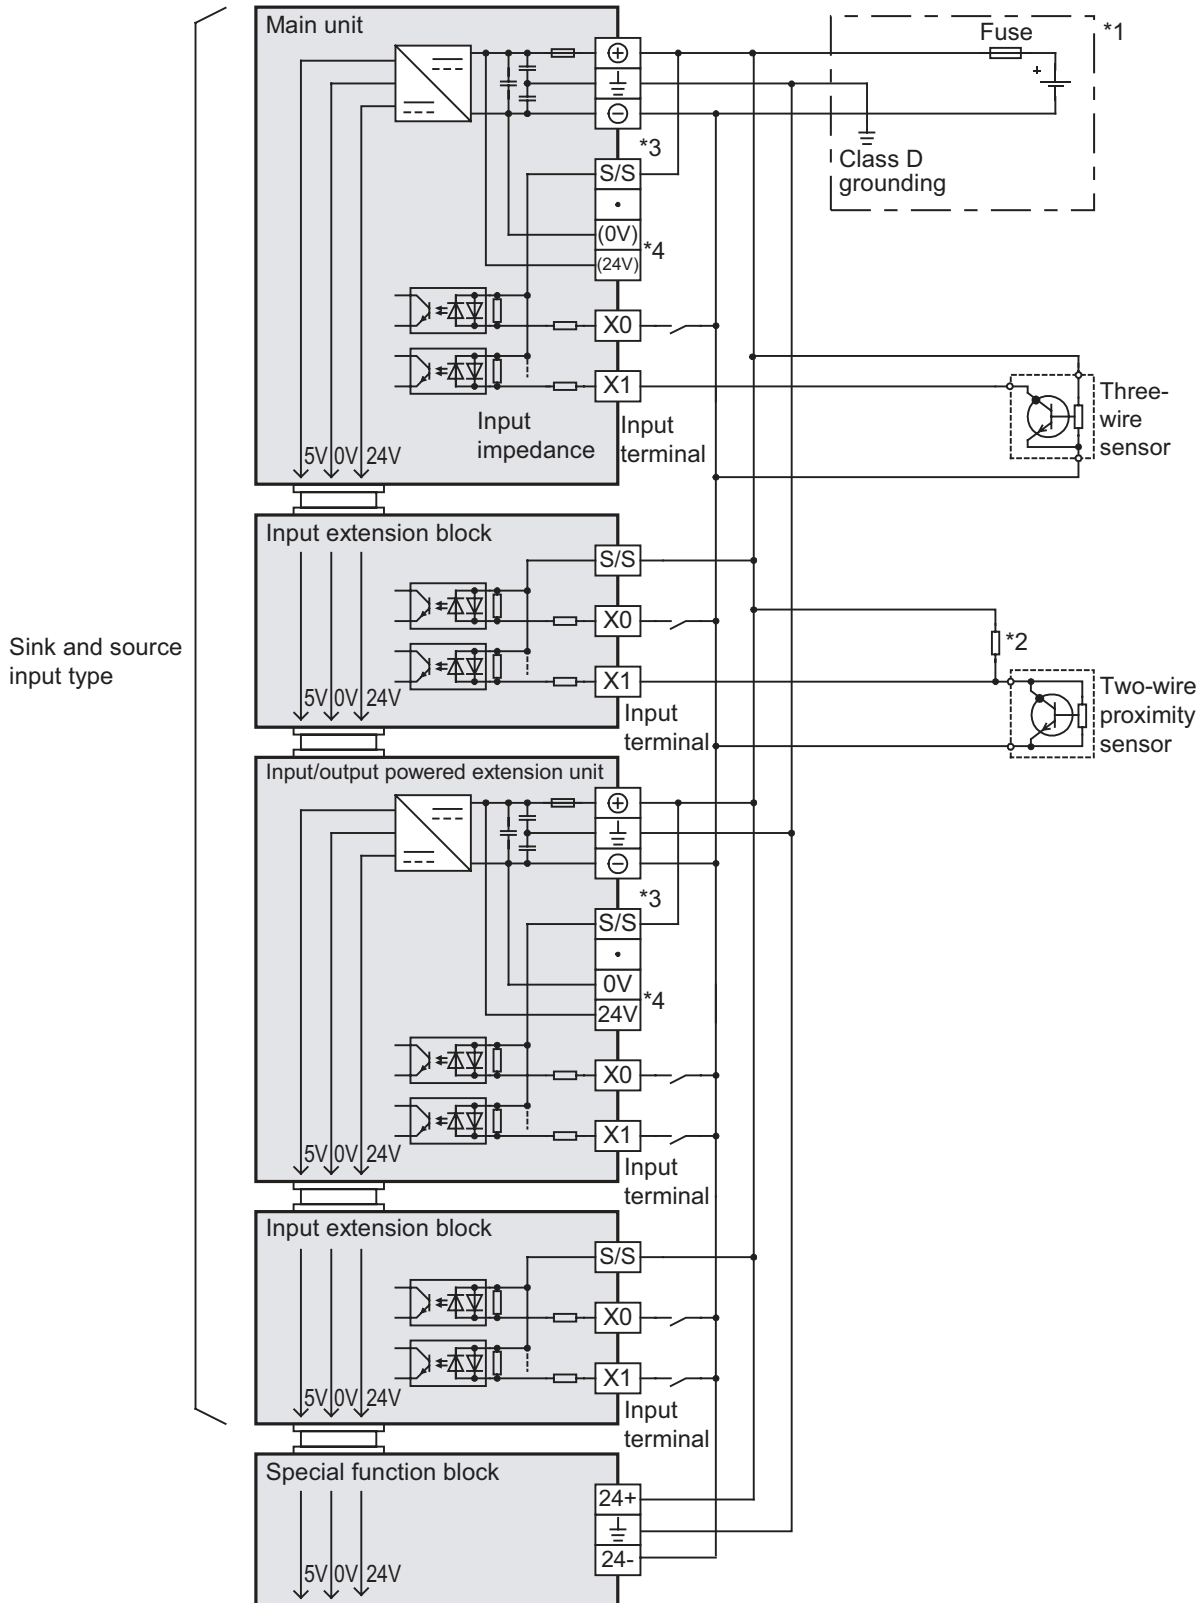 Main unit
Fuse
*1
+
*3
S/S
Class D
grounding
(0V)
*4
(24V)
X0
X1
Three-
wire
sensor
Input
impedance
Input
terminal
5V 0V 24V
Input extension block
S/S
X0
*2
Sink and source
input type
X1
Two-wire
proximity
sensor
5V 0V 24V
Input
terminal
Input/output powered extension unit
*3
S/S
0V
*4
24V
X0
X1
5V 0V 24V
Input
terminal
Input extension block
S/S
X0
X1
5V 0V 24V
Input
terminal
Special function block
24+
24-
5V 0V 24V